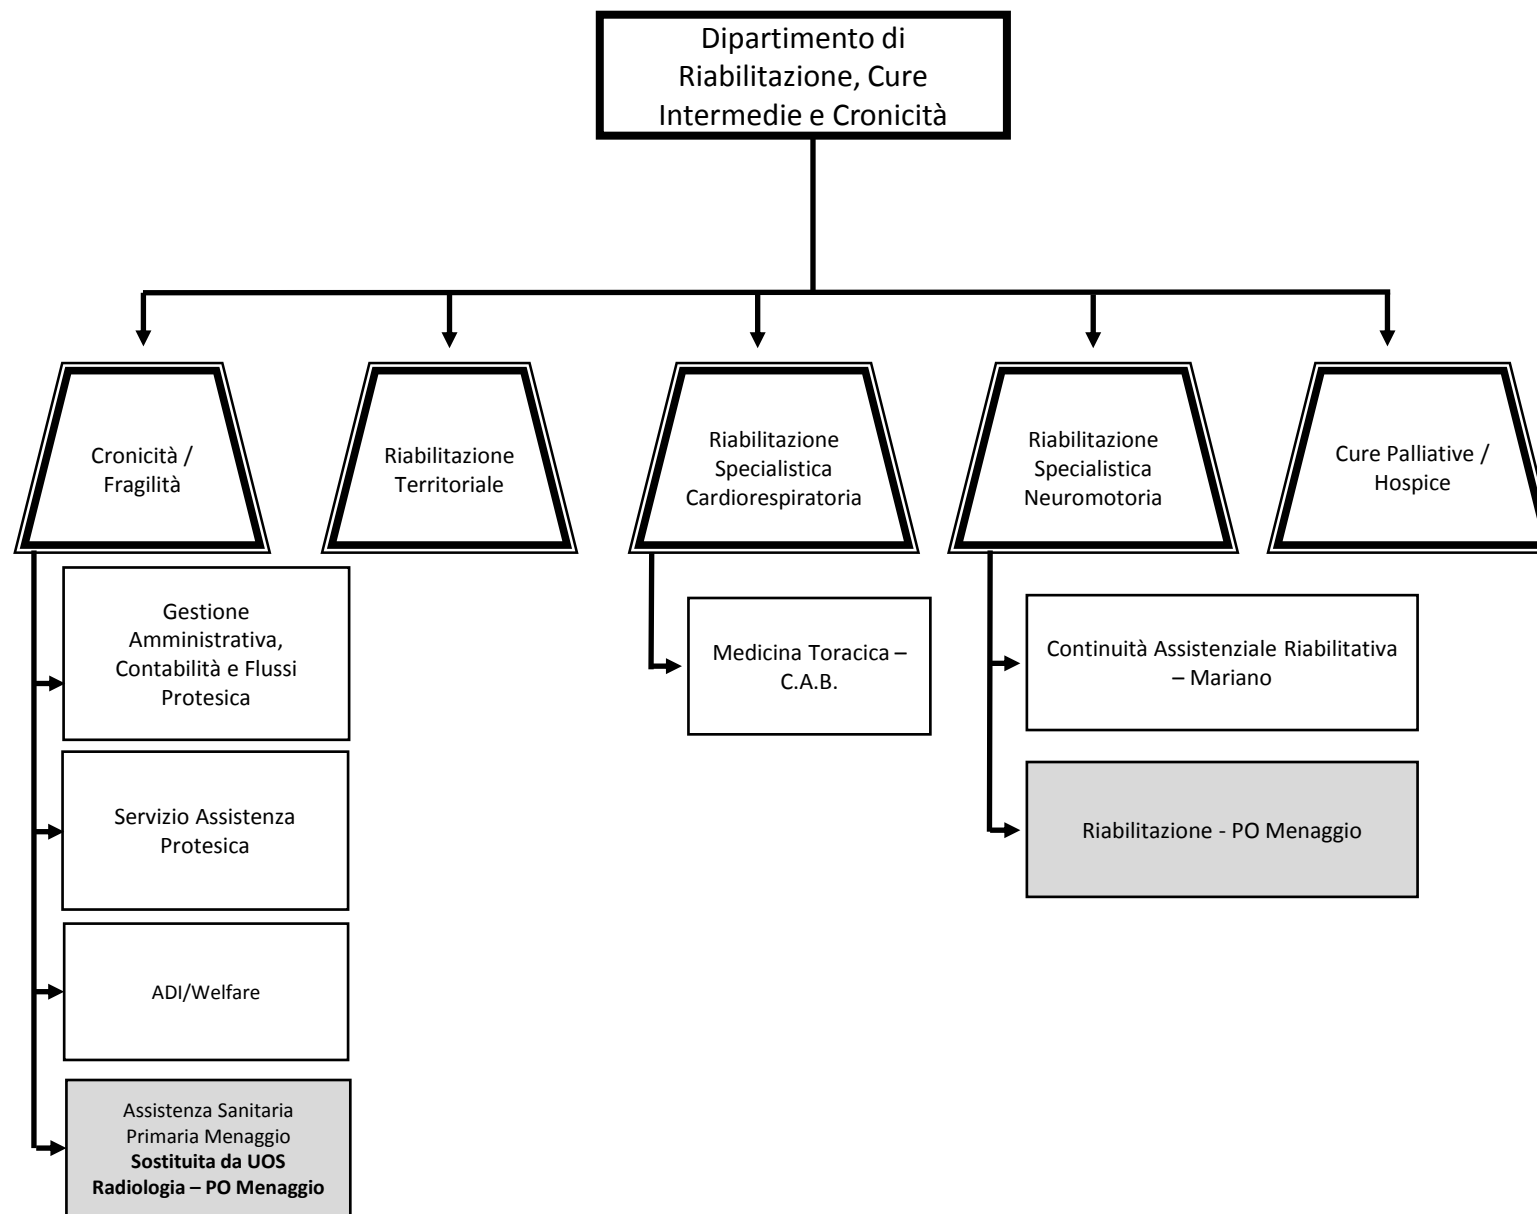 Dipartimento di
Riabilitazione, Cure
Intermedie e Cronicità
Cronicità /
Fragilità
Riabilitazione
Territoriale
Riabilitazione
Specialistica
Cardiorespiratoria
Riabilitazione
Specialistica
Neuromotoria
Cure Palliative /
Hospice
Gestione
Amministrativa,
Contabilità e Flussi
Protesica
Servizio Assistenza
Protesica
ADI/Welfare
Assistenza Sanitaria
Primaria Menaggio
Sostituita da UOS
Radiologia – PO Menaggio
Medicina Toracica –
C.A.B.
Continuità Assistenziale Riabilitativa
– Mariano
Riabilitazione - PO Menaggio